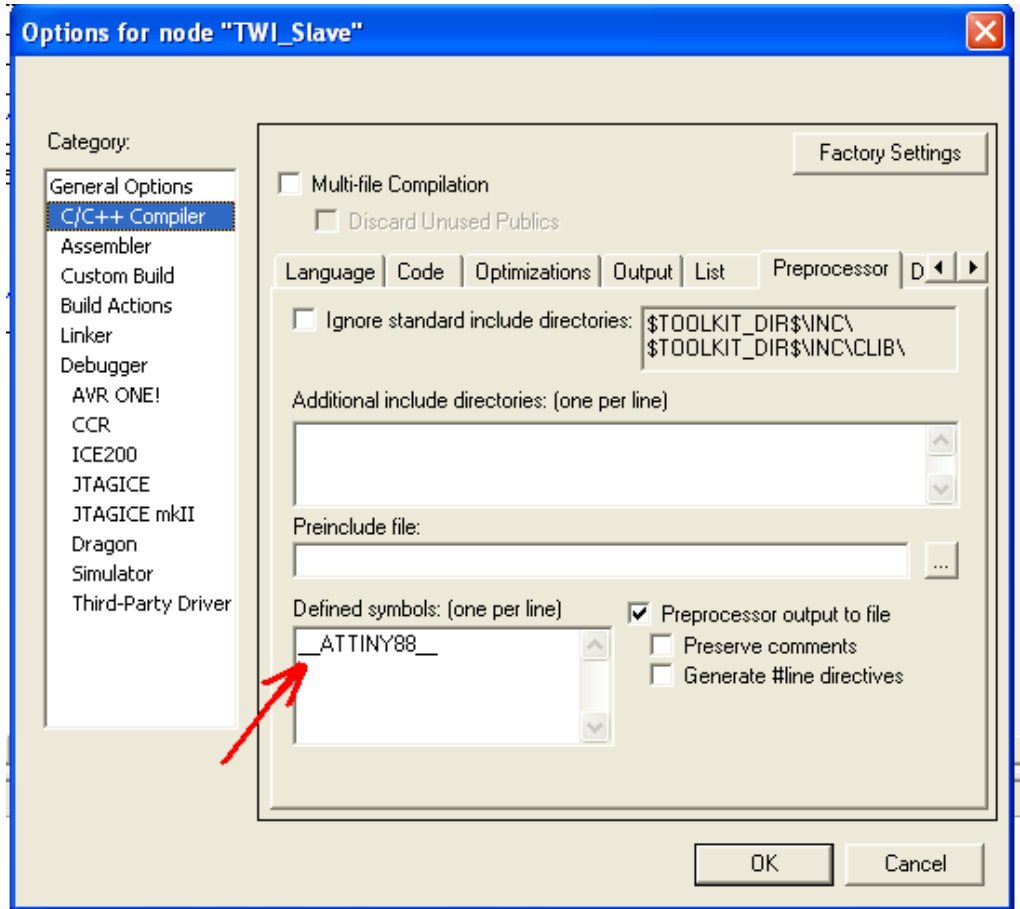 Options for node "TWI_Slave"
Category:
General Options
C/C++ Compiler
Assembler
Custom Build
Build Actions
Linker
Debugger
AVR ONE!
CCR
ICE200
JTAGICE
JTAGICE mkII
Dragon
Simulator
Third-Party Driver
Factory Settings
Multi-file Compilation
Discard Unused Publics
Language Code Optimizations Output List Preprocessor D
Ignore standard include directories: $TOOLKIT_DIR$\INC\
$TOOLKIT_DIR$\INC\CLIB\
Additional include directories: (one per line)
Preinclude file:
...
Defined symbols: (one per line)
__ATTINY88__
Preprocessor output to file
Preserve comments
Generate #line directives
OK Cancel